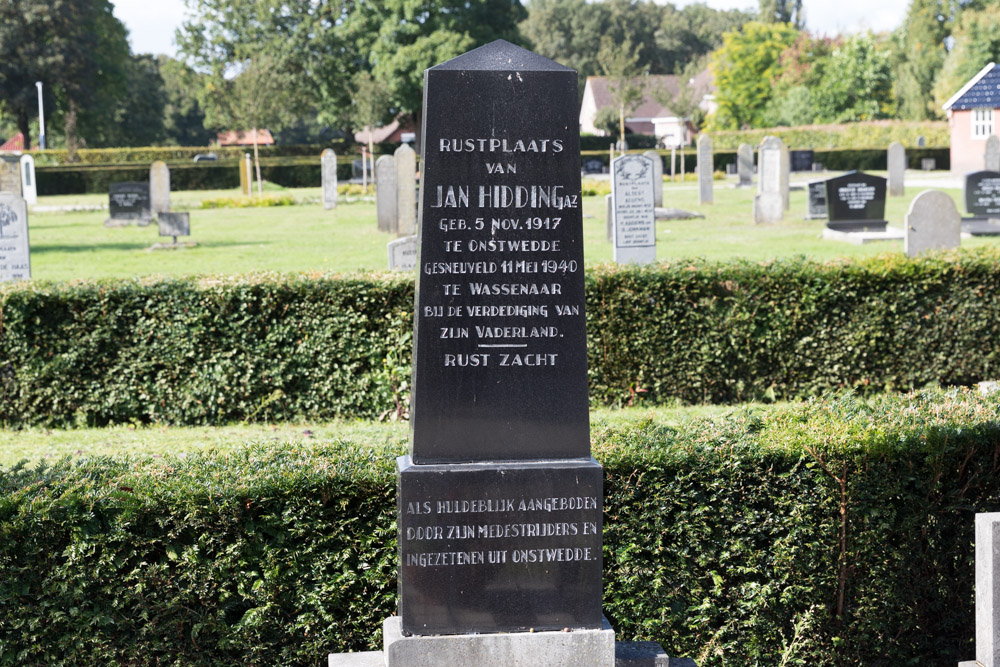 RUSTPLAATS
VAN
JAN HIDDING AZ
GEB. 5 NOV. 1917
TE ONSTWEDDE
GESNEUVELD 11 MEI 1940
TE WASSENAAR
BIJ DE VERDEDIGING VAN
ZIJN VADERLAND.
RUST ZACHT
ALS HULDEBLIJK AANGEBODEN
DOOR ZIJN MEDESTRIJDERS EN
INGEZETENEN UIT ONSTWEDDE.